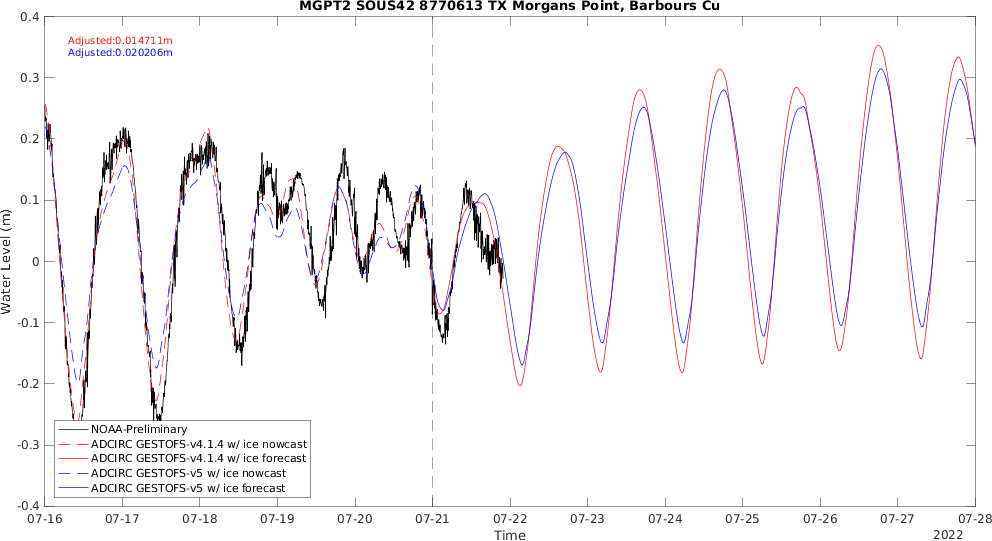 MGPT2 SOUS42 8770613 TX Morgans Point, Barbours Cu
Adjusted:0.014711m
Adjusted:0.020206m
Water Level (m)
0.4
0.3
0.2
0.1
0
-0.1
-0.2
-0.3
-0.4
NOAA-Preliminary
ADCIRC GESTOFS-v4.1.4 w/ ice nowcast
ADCIRC GESTOFS-v4.1.4 w/ ice forecast
ADCIRC GESTOFS-v5 w/ ice nowcast
ADCIRC GESTOFS-v5 w/ ice forecast
07-16 07-17 07-18 07-19 07-20 07-21 07-22 07-23 07-24 07-25 07-26 07-27 07-28
Time
2022